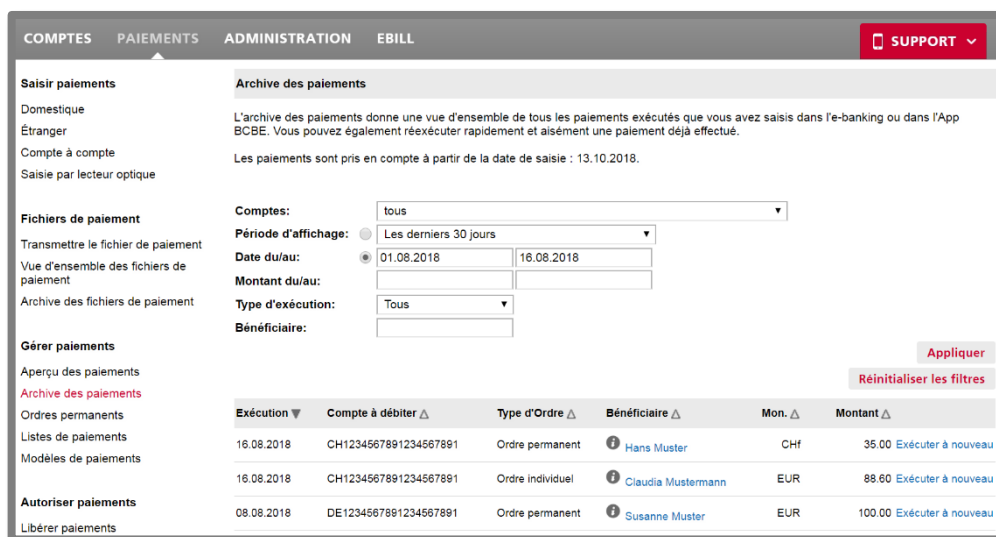 COMPTES PAIEMENTS ADMINISTRATION EBILL SUPPORT
Saisir paiements
Domestique
Étranger
Compte à compte
Saisie par lecteur optique
Fichiers de paiement
Transmettre le fichier de paiement
Vue d'ensemble des fichiers de
paiement
Archive des fichiers de paiement
Gérer paiements
Aperçu des paiements
Archive des paiements
Ordres permanents
Listes de paiements
Modèles de paiements
Autoriser paiements
Libérer paiements
Archive des paiements
L'archive des paiements donne une vue d'ensemble de tous les paiements exécutés que vous avez saisis dans l'e-banking ou dans l'App
BCBE. Vous pouvez également réexécuter rapidement et aisément une paiement déjà effectué.
Les paiements sont pris en compte à partir de la date de saisie : 13.10.2018.
Comptes: tous
Période d'affichage: Les derniers 30 jours
Date du/au: 01.08.2018 16.08.2018
Montant du/au:
Type d'exécution: Tous
Bénéficiaire:
Appliquer
Réinitialiser les filtres
Exécution Compte à débiter Type d'Ordre Bénéficiaire Mon. Montant
16.08.2018 CH1234567891234567891 Ordre permanent Hans Muster CHf 35.00 Exécuter à nouveau
16.08.2018 CH1234567891234567891 Ordre individuel Claudia Mustermann EUR 88.60 Exécuter à nouveau
08.08.2018 DE1234567891234567891 Ordre permanent Susanne Muster EUR 100.00 Exécuter à nouveau